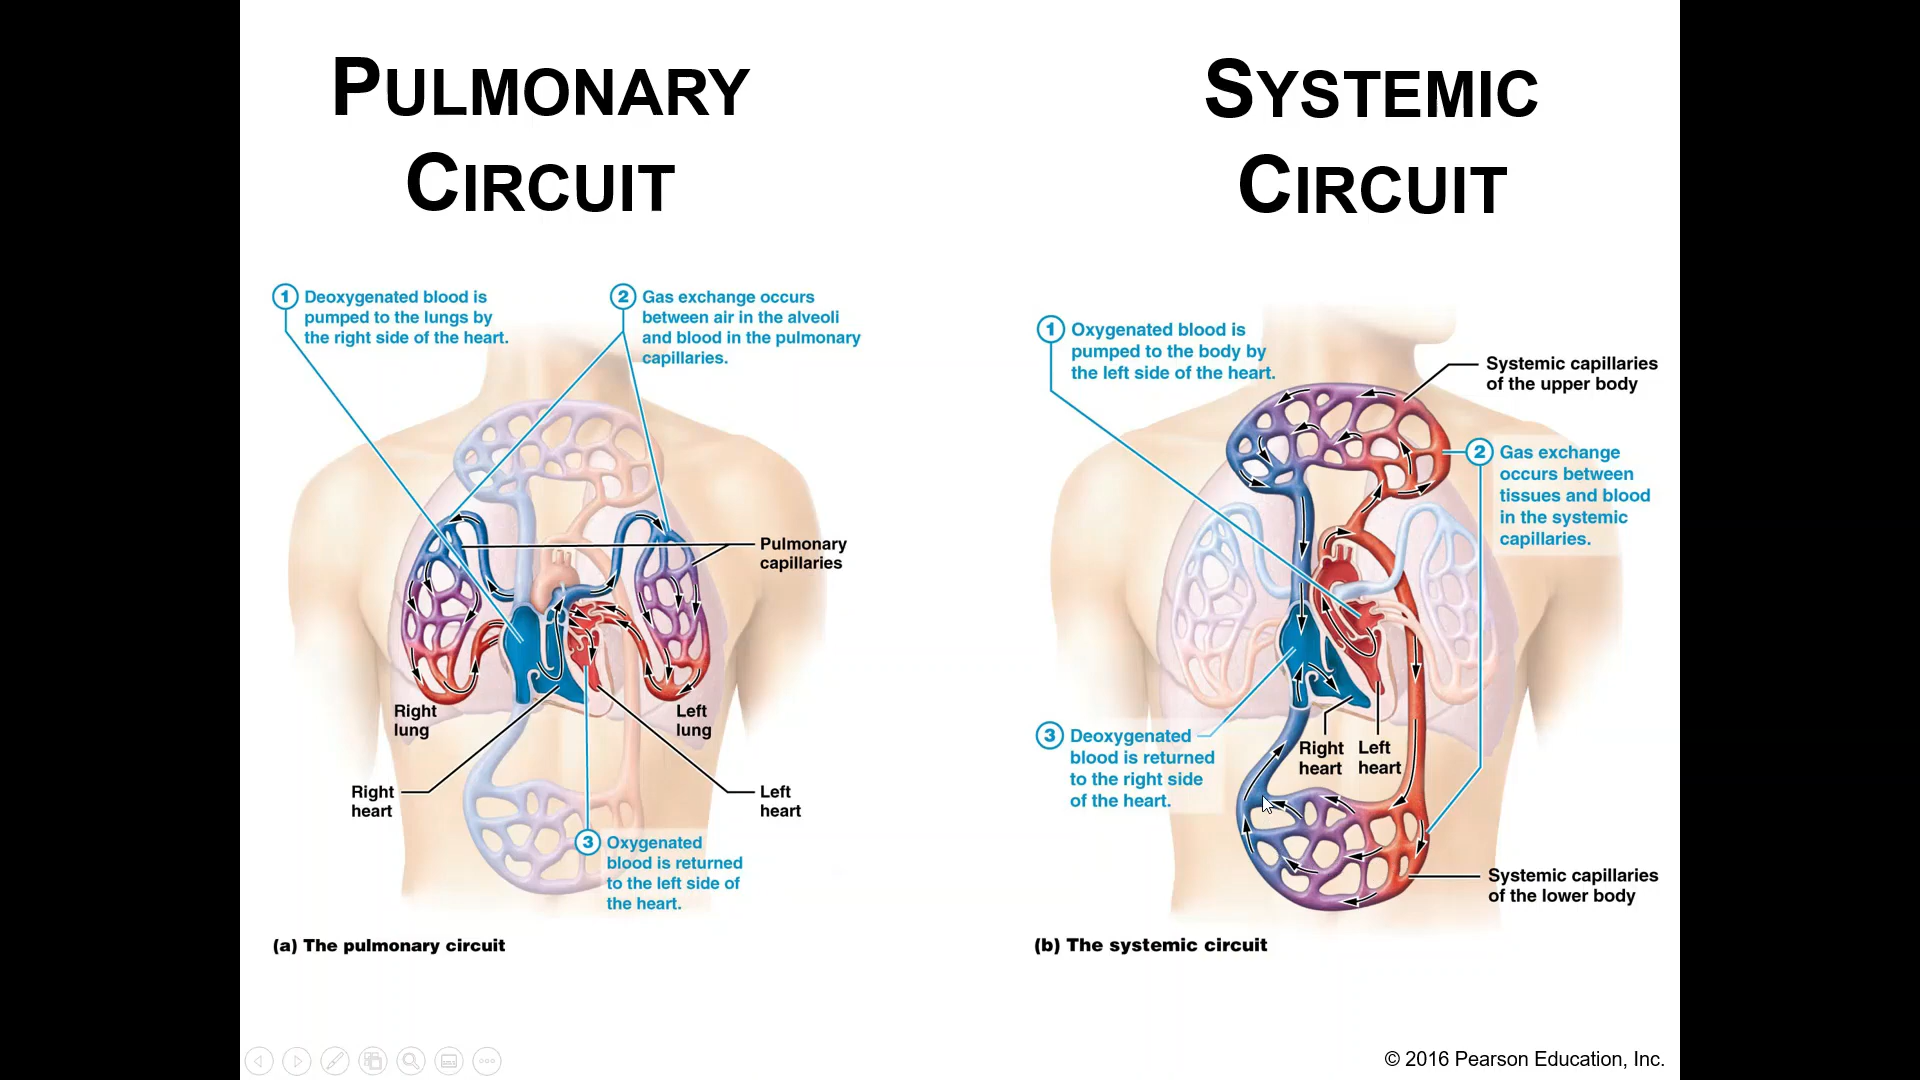 PULMONARY
CIRCUIT
SYSTEMIC
CIRCUIT
1 Deoxygenated blood is
pumped to the lungs by
the right side of the heart.
2 Gas exchange occurs
between air in the alveoli
and blood in the pulmonary
capillaries.
Pulmonary
capillaries
Right
lung
Left
lung
Right
heart
Left
heart
3 Oxygenated
blood is returned
to the left side of
the heart.
(a) The pulmonary circuit
1 Oxygenated blood is
pumped to the body by
the left side of the heart.
Systemic capillaries
of the upper body
2 Gas exchange
occurs between
tissues and blood
in the systemic
capillaries.
3 Deoxygenated
blood is returned
to the right side
of the heart.
Right
heart
Left
heart
Systemic capillaries
of the lower body
(b) The systemic circuit
© 2016 Pearson Education, Inc.